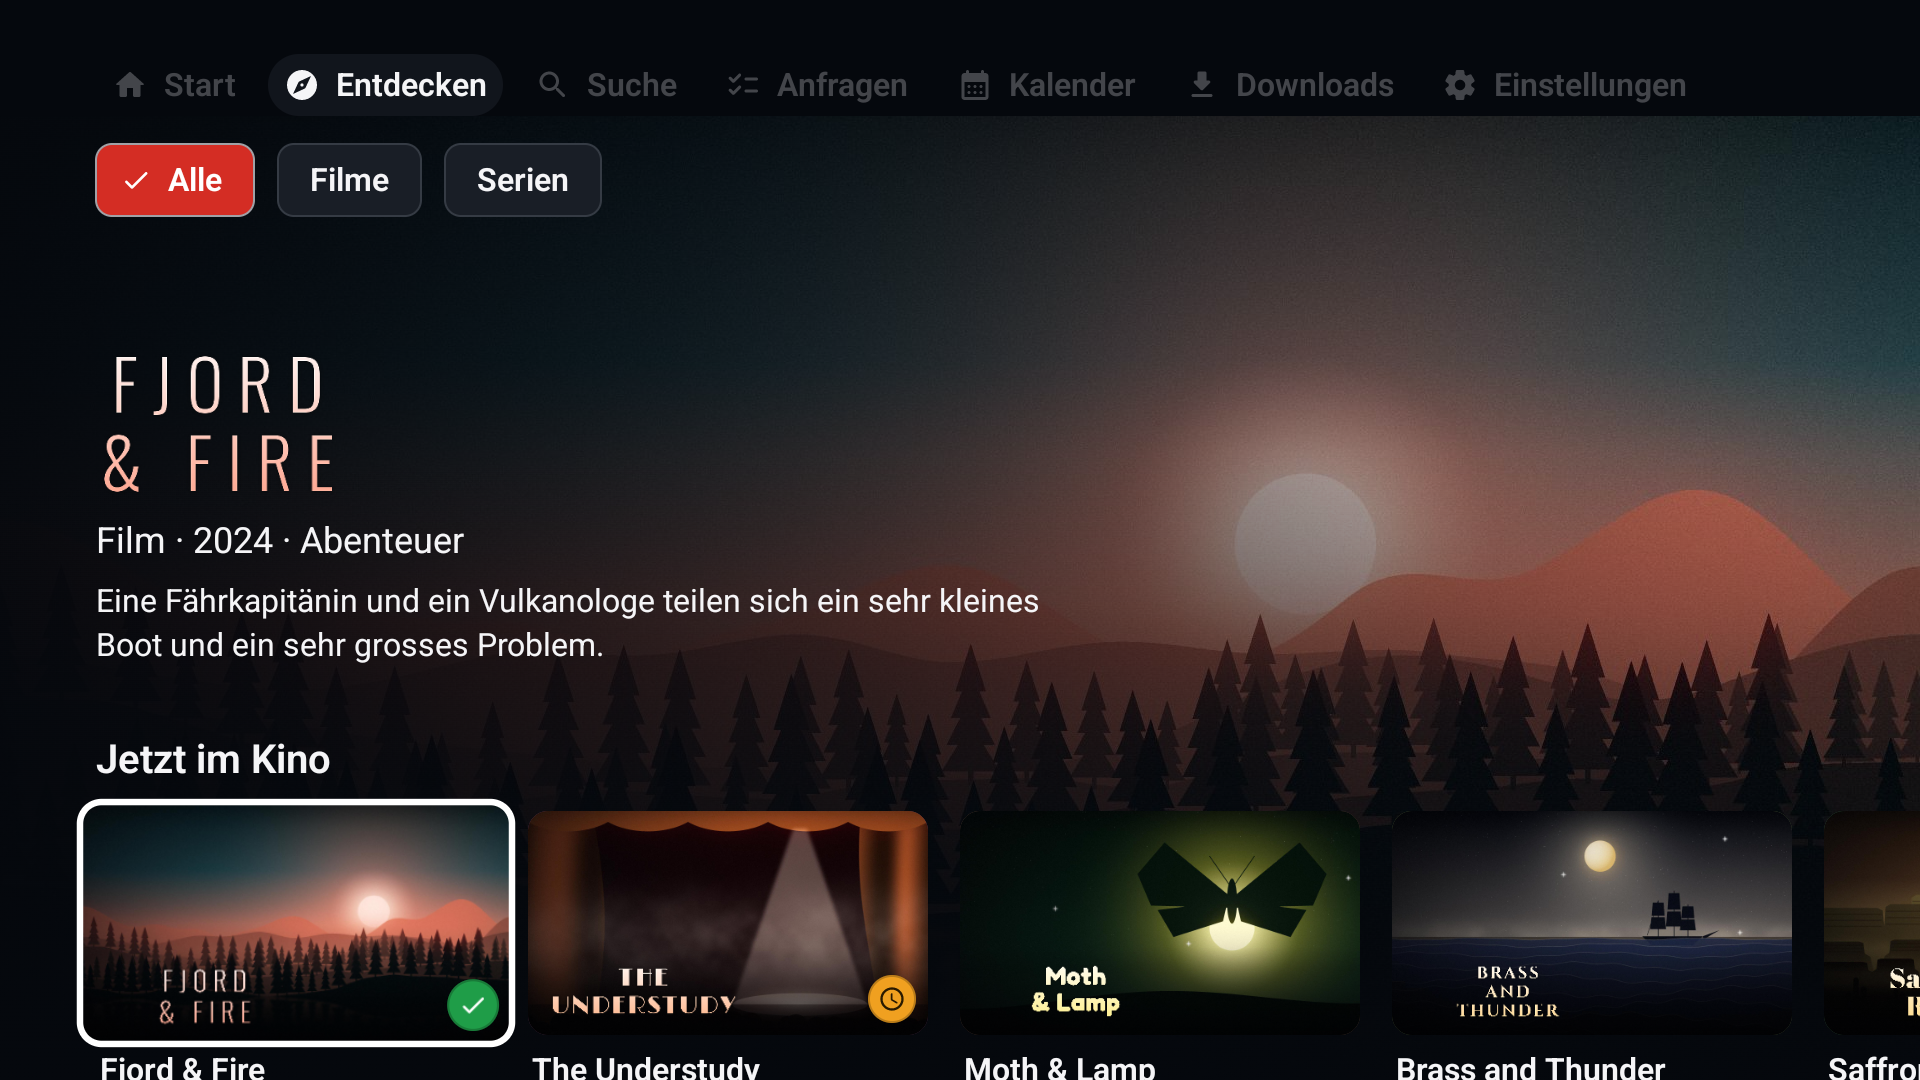 Start Entdecken Suche Anfragen Kalender Downloads Einstellungen
Alle Filme Serien
FJORD
& FIRE
Film · 2024 · Abenteuer
Eine Fährkapitänin und ein Vulkanologe teilen sich ein sehr kleines
Boot und ein sehr grosses Problem.
Jetzt im Kino
FJORD
& FIRE
THE
UNDERSTUDY
Moth
& Lamp
BRASS
AND
THUNDER
Fjord & Fire
The Understudy
Moth & Lamp
Brass and Thunder